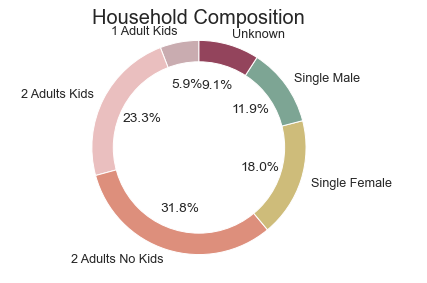 Household Composition
1 Adult Kids
Unknown
Single Male
2 Adults Kids
5.9%
9.1%
11.9%
23.3%
18.0%
Single Female
31.8%
2 Adults No Kids